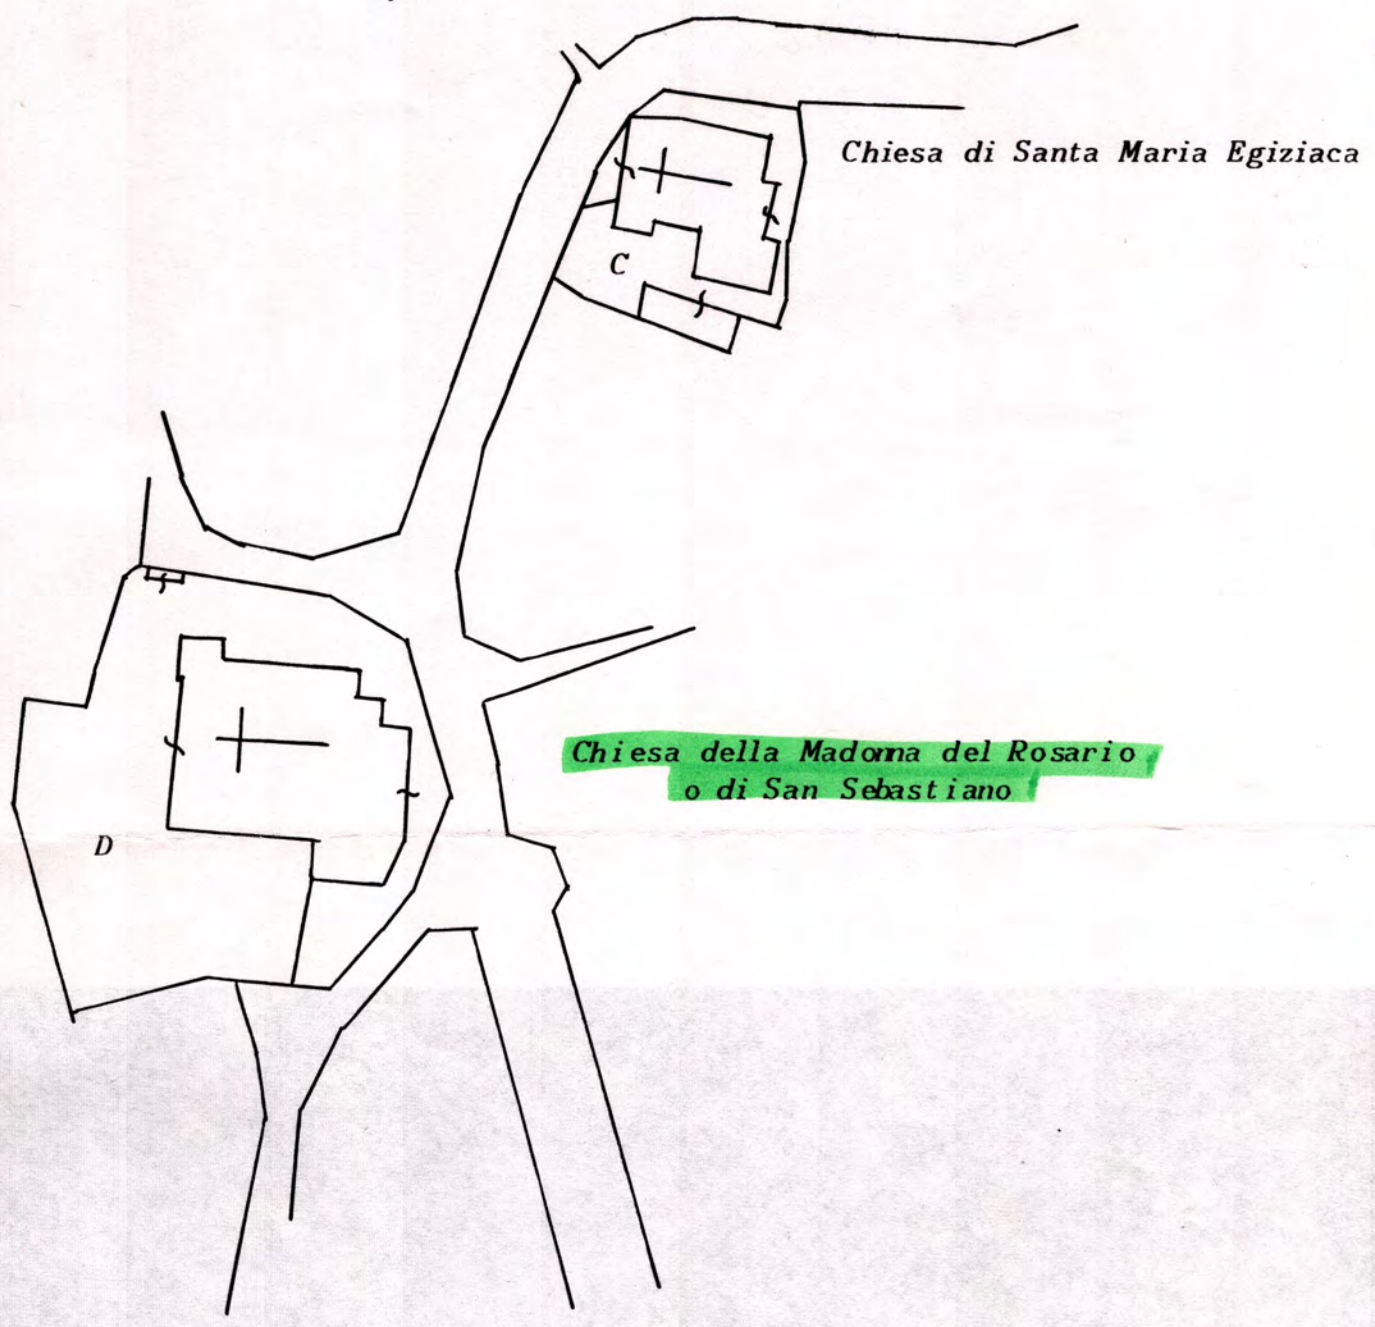 Chiesa di Santa Maria Egiziaca
C
Chiesa della Madonna del Rosario
o di San Sebastiano
D